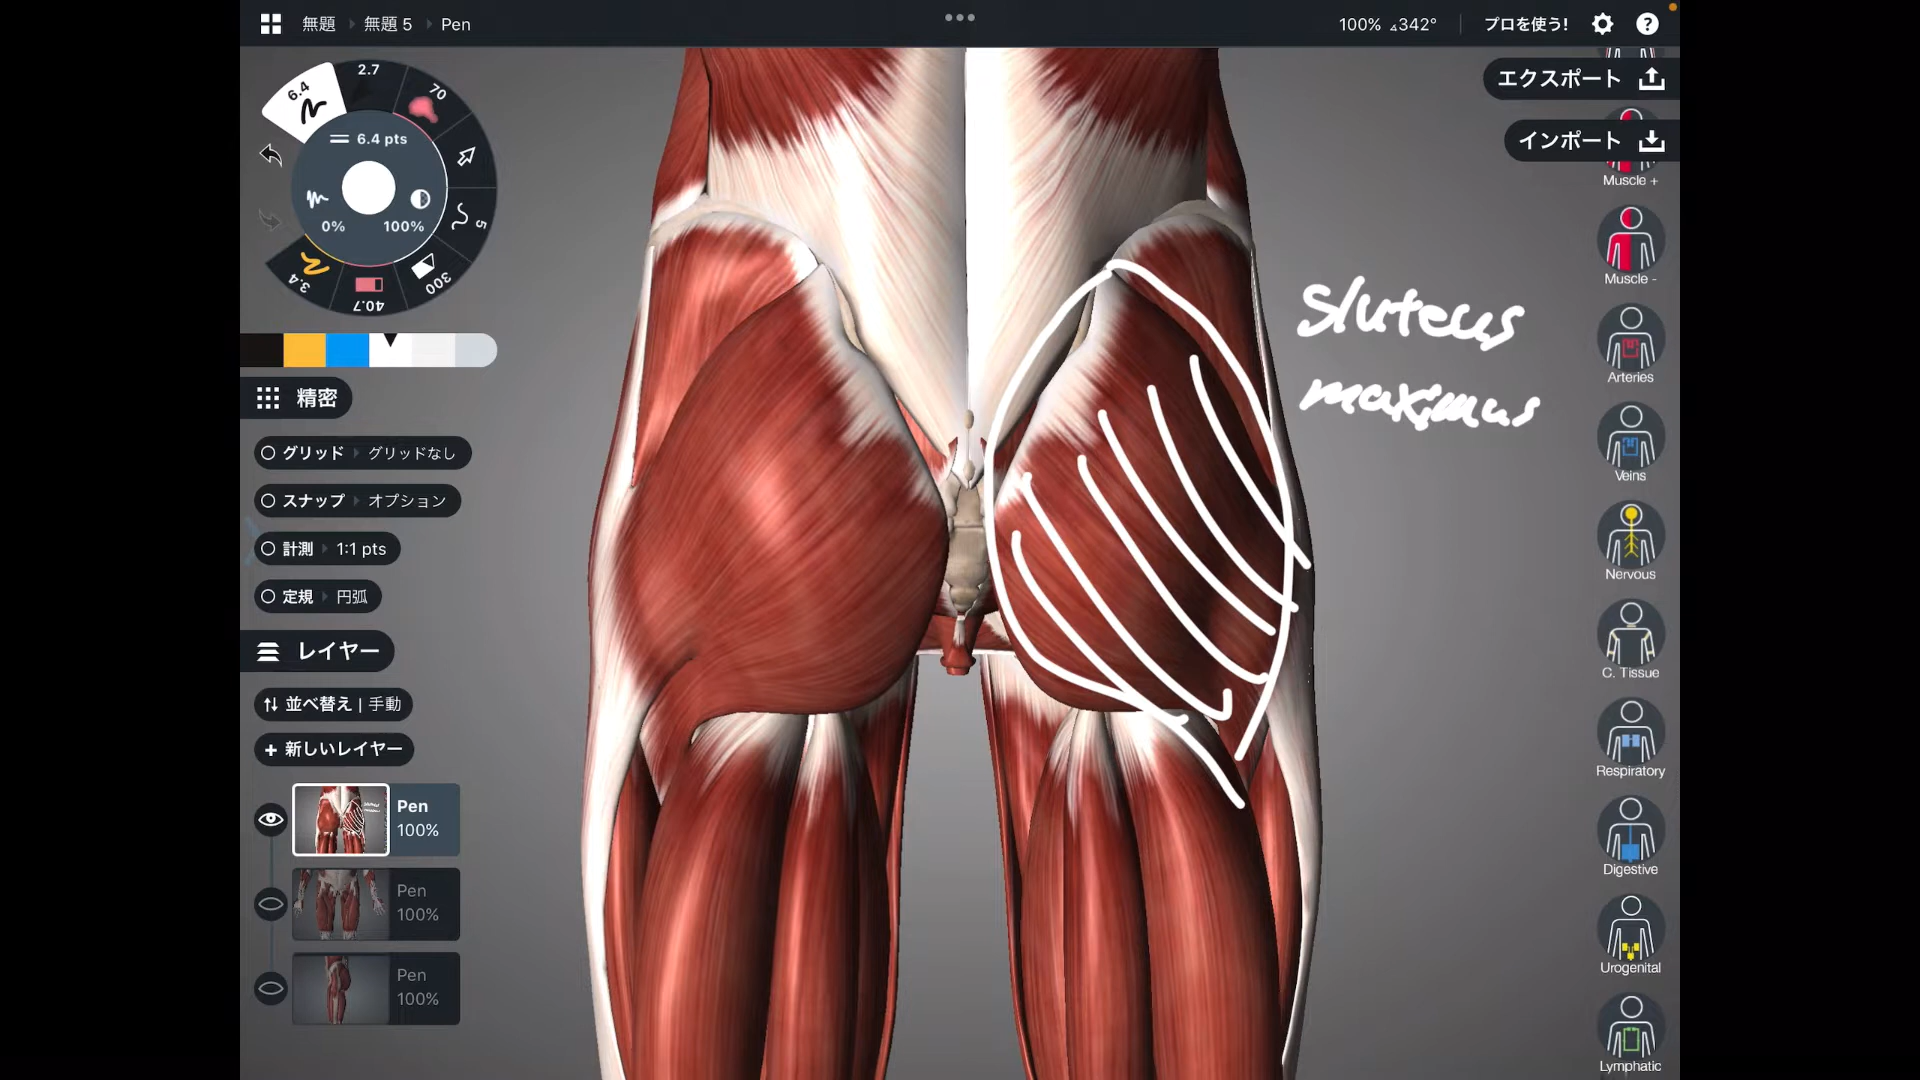 無題 無題 5 Pen
100% 342°
プロを使う!
エクスポート
インポート
2.7
70
6.4
6.4 pts
0% 100%
5
300
40.7
3.4
精密
グリッド グリッドなし
スナップ オプション
計測 1:1 pts
定規 円弧
レイヤー
並べ替え | 手動
+ 新しいレイヤー
Pen
100%
Pen
100%
Pen
100%
gluteus
maximus
Muscle +
Muscle -
Arteries
Veins
Nervous
C. Tissue
Respiratory
Digestive
Urogenital
Lymphatic